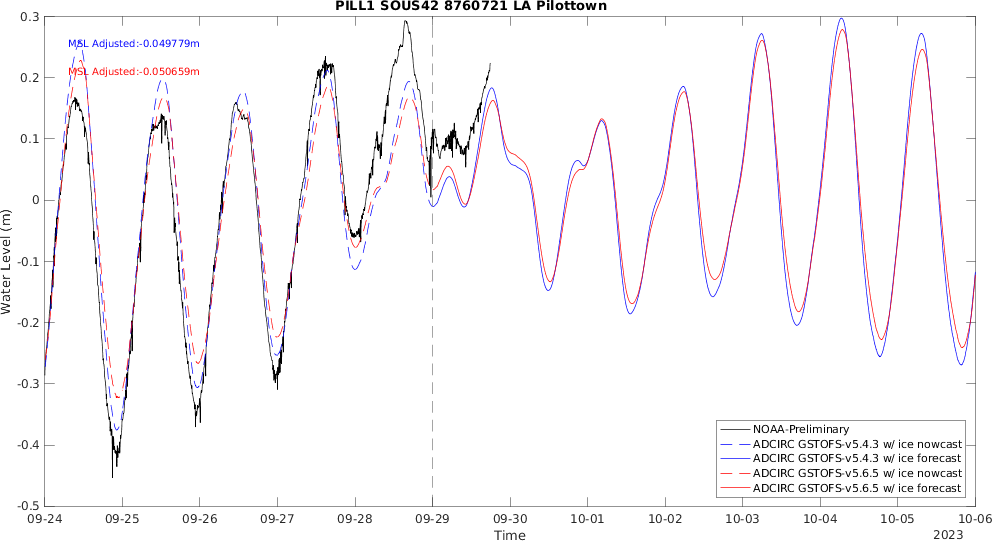 PILL1 SOUS42 8760721 LA Pilottown
MSL Adjusted:-0.049779m
MSL Adjusted:-0.050659m
Water Level (m)
0.3
0.2
0.1
0
-0.1
-0.2
-0.3
-0.4
-0.5
NOAA-Preliminary
ADCIRC GSTOFS-v5.4.3 w/ ice nowcast
ADCIRC GSTOFS-v5.4.3 w/ ice forecast
ADCIRC GSTOFS-v5.6.5 w/ ice nowcast
ADCIRC GSTOFS-v5.6.5 w/ ice forecast
09-24 09-25 09-26 09-27 09-28 09-29 09-30 10-01 10-02 10-03 10-04 10-05 10-06
Time
2023